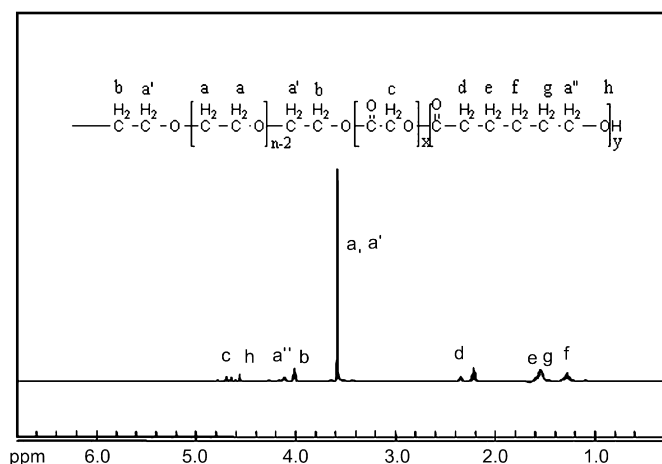 b a' a a a' b c d e f g a'' h
H2 H2 H2 H2 H2 H2 O H2 O H2 H2 H2 H2 H2
C C O C C O C C O C C O C C C C C C OH
n-2 x y
a, a'
c h a'' b d e g f
ppm 6.0 5.0 4.0 3.0 2.0 1.0